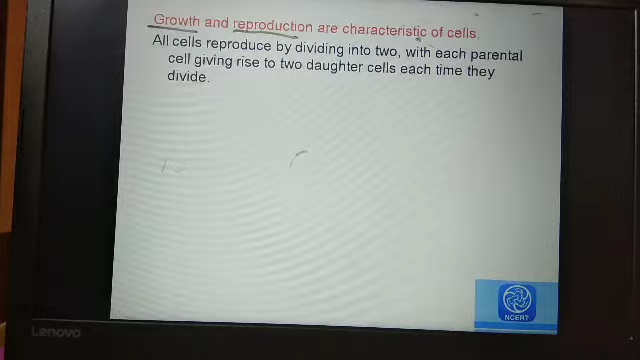 Growth and reproduction are characteristic of cells.
All cells reproduce by dividing into two, with each parental
cell giving rise to two daughter cells each time they
divide.
NCERT
Lenovo